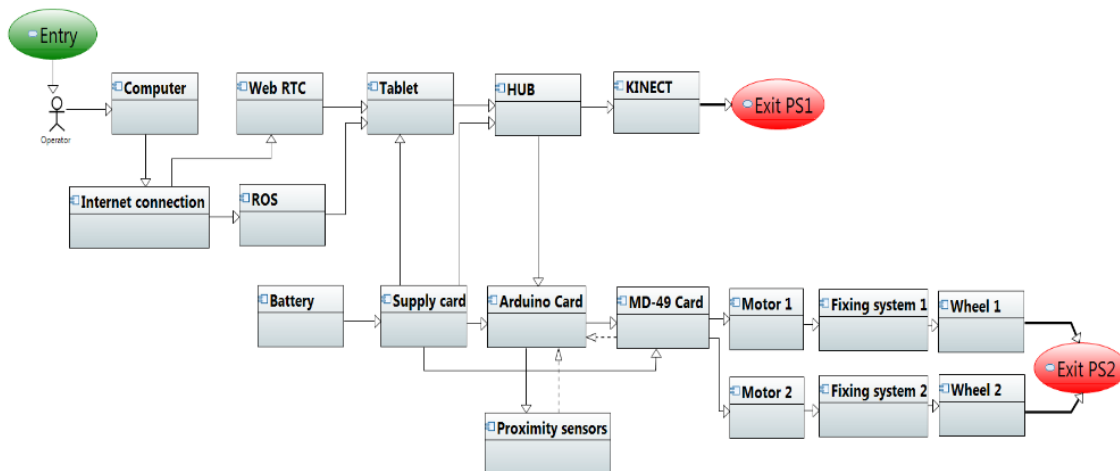 Entry
Computer
Web RTC
Tablet
HUB
KINECT
Exit PS1
Operator
Internet connection
ROS
Battery
Supply card
Arduino Card
MD-49 Card
Motor 1
Fixing system 1
Wheel 1
Exit PS2
Motor 2
Fixing system 2
Wheel 2
Proximity sensors